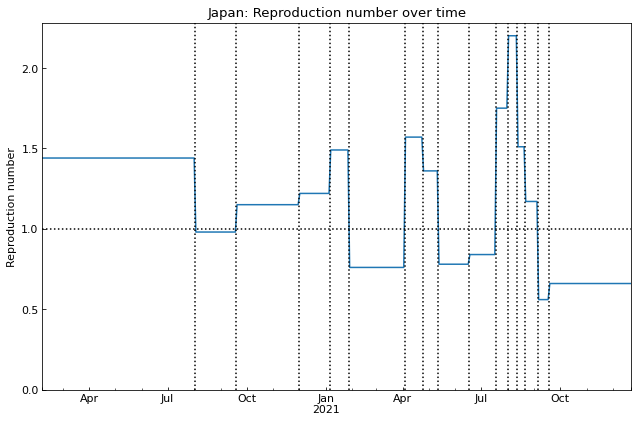 Japan: Reproduction number over time
Reproduction number
2.0
1.5
1.0
0.5
0.0
Apr Jul Oct Jan Apr Jul Oct
2021